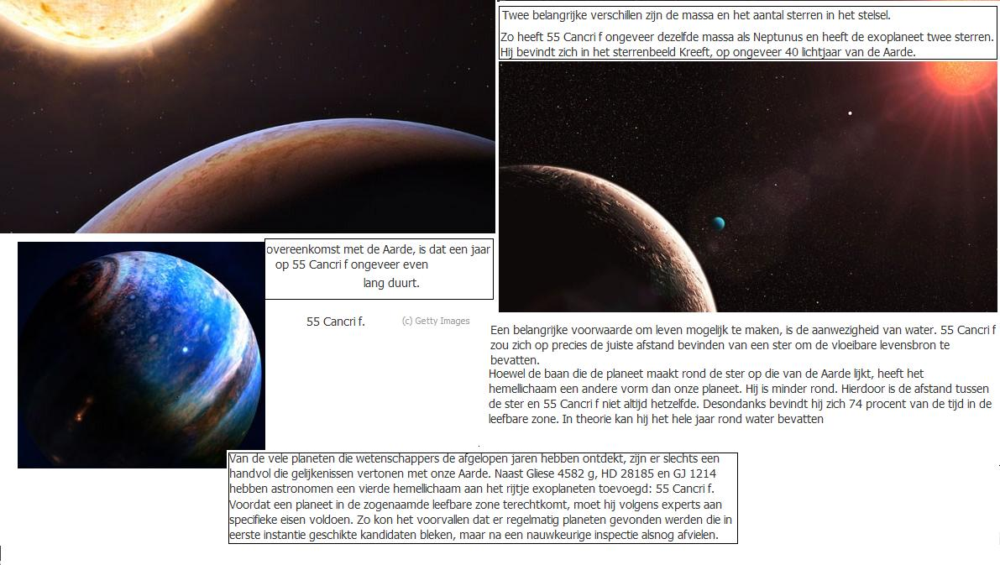 Twee belangrijke verschillen zijn de massa en het aantal sterren in het stelsel.
Zo heeft 55 Cancri f ongeveer dezelfde massa als Neptunus en heeft de exoplaneet twee sterren.
Hij bevindt zich in het sterrenbeeld Kreeft, op ongeveer 40 lichtjaar van de Aarde.
overeenkomst met de Aarde, is dat een jaar
op 55 Cancri f ongeveer even
lang duurt.
55 Cancri f.
(c) Getty Images
Een belangrijke voorwaarde om leven mogelijk te maken, is de aanwezigheid van water. 55 Cancri f
zou zich op precies de juiste afstand bevinden van een ster om de vloeibare levensbron te
bevatten.
Hoewel de baan die de planeet maakt rond de ster op die van de Aarde lijkt, heeft het
hemellichaam een andere vorm dan onze planeet. Hij is minder rond. Hierdoor is de afstand tussen
de ster en 55 Cancri f niet altijd hetzelfde. Desondanks bevindt hij zich 74 procent van de tijd in de
leefbare zone. In theorie kan hij het hele jaar rond water bevatten
Van de vele planeten die wetenschappers de afgelopen jaren hebben ontdekt, zijn er slechts een
handvol die gelijkenissen vertonen met onze Aarde. Naast Gliese 4582 g, HD 28185 en GJ 1214
hebben astronomen een vierde hemellichaam aan het rijtje exoplaneten toevoegd: 55 Cancri f.
Voordat een planeet in de zogenaamde leefbare zone terechtkomt, moet hij volgens experts aan
specifieke eisen voldoen. Zo kon het voorvallen dat er regelmatig planeten gevonden werden die in
eerste instantie geschikte kandidaten bleken, maar na een nauwkeurige inspectie alsnog afvielen.